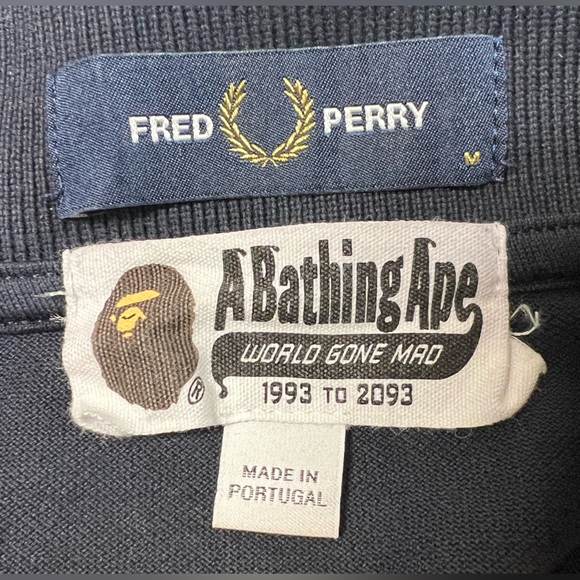 FRED PERRY
M
A Bathing Ape
WORLD GONE MAD
® 1993 TO 2093
MADE IN
PORTUGAL